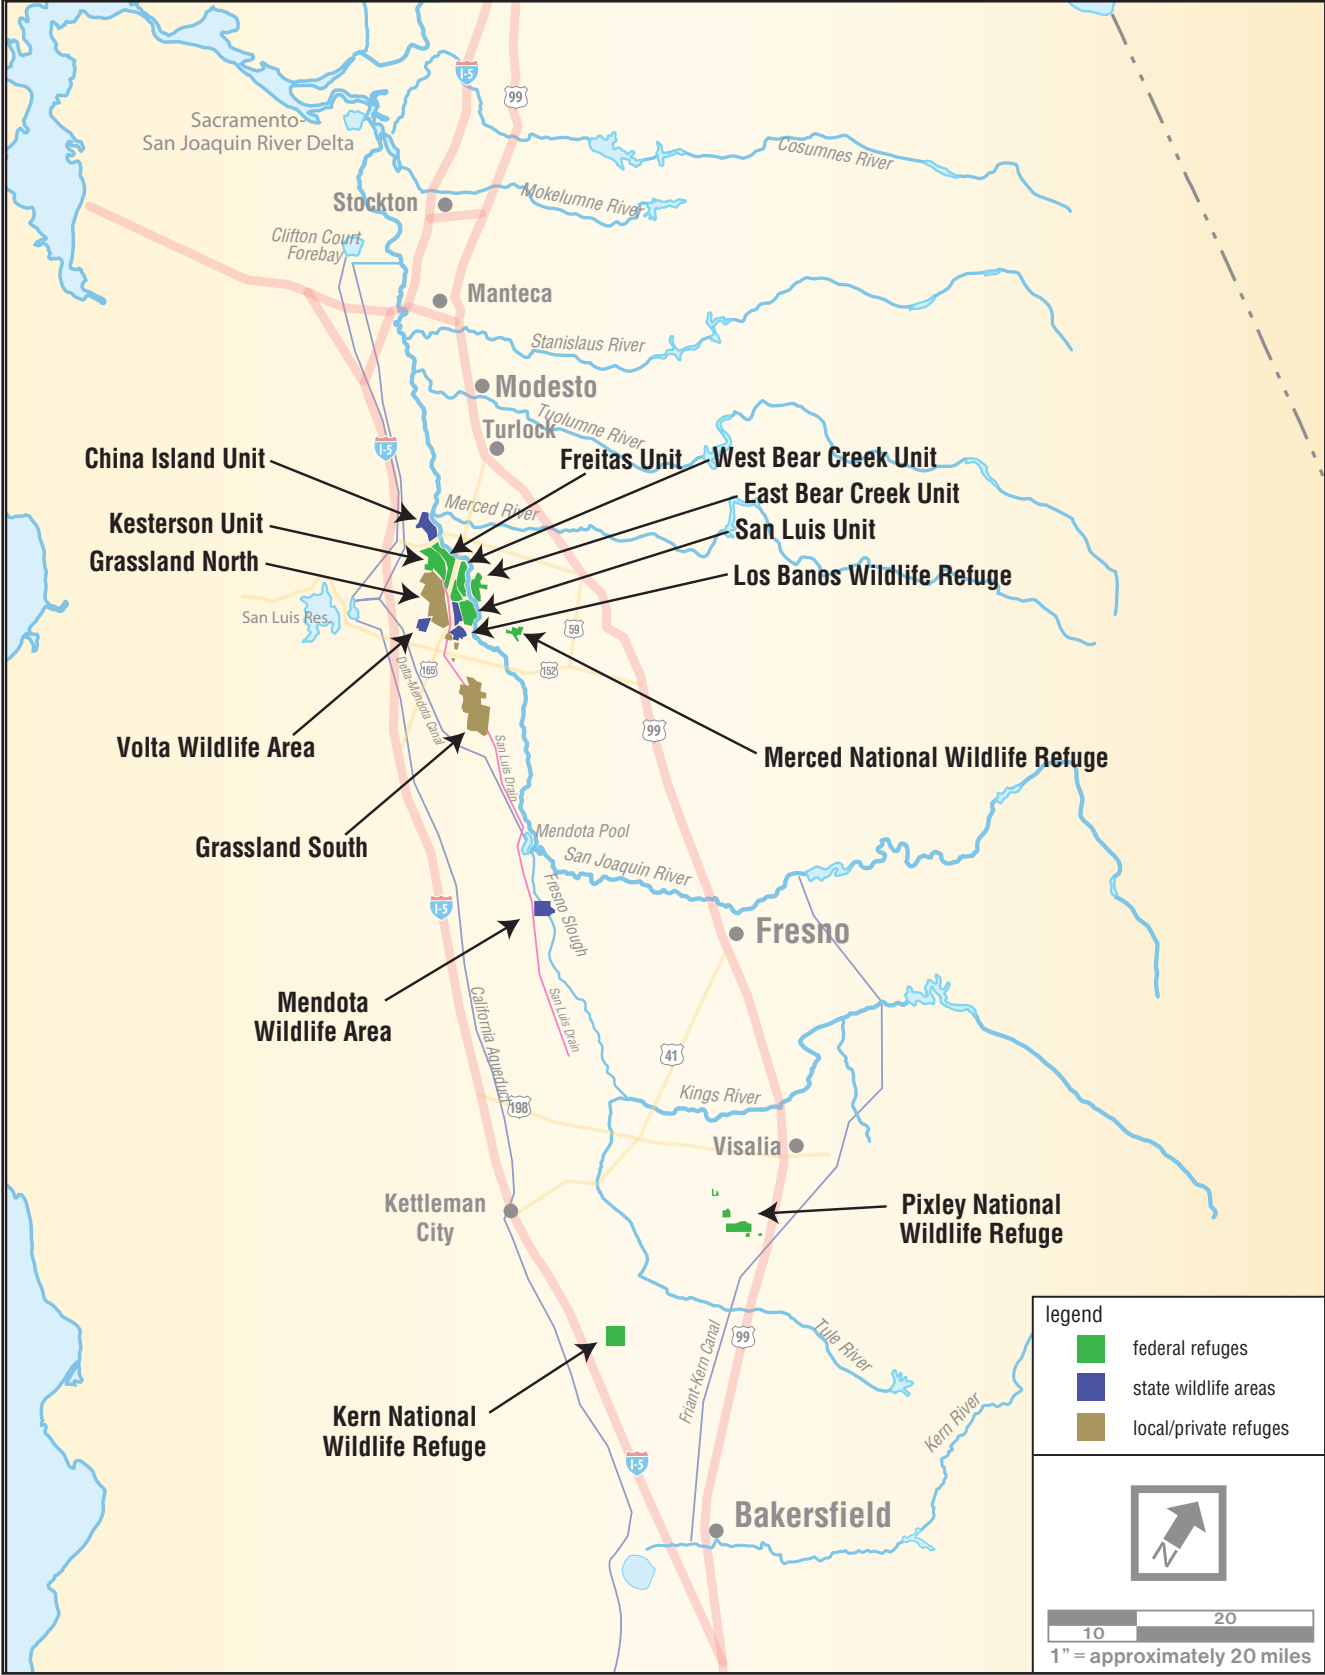 I-5
99
Sacramento-
San Joaquin River Delta
Cosumnes River
Stockton
Mokelumne River
Clifton Court
Forebay
Manteca
Stanislaus River
Modesto
Tuolumne River
Turlock
I-5
China Island Unit
Freitas Unit
West Bear Creek Unit
East Bear Creek Unit
Kesterson Unit
Merced River
San Luis Unit
Grassland North
Los Banos Wildlife Refuge
San Luis Res.
59
165
152
Delta-Mendota Canal
99
Volta Wildlife Area
San Luis Drain
Merced National Wildlife Refuge
Grassland South
Mendota Pool
San Joaquin River
I-5
Fresno Slough
Fresno
Mendota
Wildlife Area
California Aqueduct
San Luis Drain
41
198
Kings River
Visalia
Kettleman
City
Pixley National
Wildlife Refuge
99
Friant-Kern Canal
Tule River
Kern River
Kern National
Wildlife Refuge
I-5
Bakersfield
legend
federal refuges
state wildlife areas
local/private refuges
N
20
10
1" = approximately 20 miles